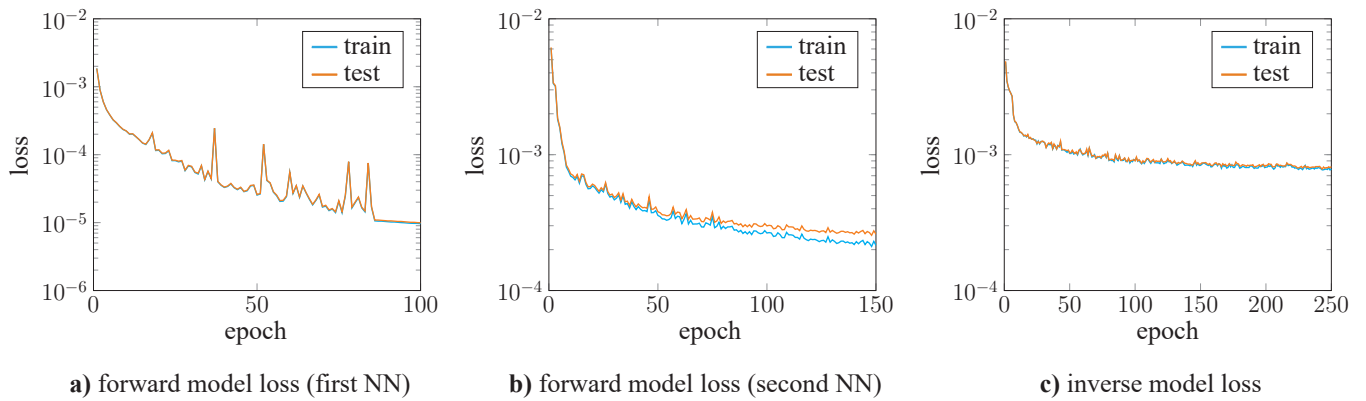 10⁻²
10⁻³
10⁻⁴
10⁻⁵
10⁻⁶
loss
train
test
0
50
100
epoch
a) forward model loss (first NN)
10⁻²
10⁻³
10⁻⁴
loss
train
test
0
50
100
150
epoch
b) forward model loss (second NN)
10⁻²
10⁻³
10⁻⁴
loss
train
test
0
50
100
150
200
250
epoch
c) inverse model loss